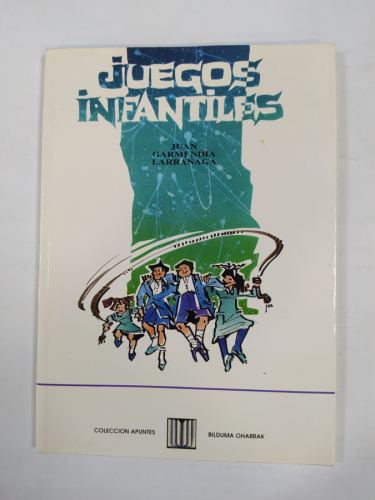 JUEGOS
INFANTILES
JUAN
GARMENDIA
LARRAÑAGA
COLECCION APUNTES
BILDUMA OHARRAK